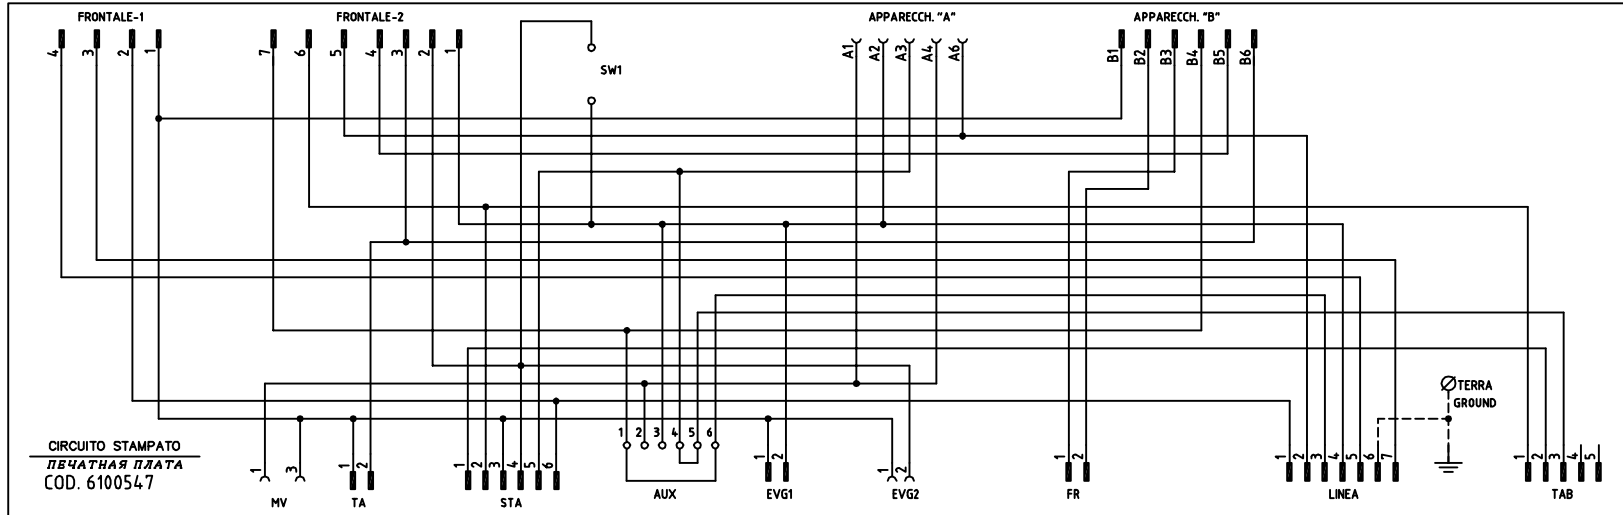 FRONTALE-1 FRONTALE-2 APPARECCH. "A" APPARECCH. "B"
4 3 2 1 7 6 5 4 3 2 1 A1 A2 A3 A4 A6 B1 B2 B3 B4 B5 B6
SW1
TERRA
GROUND
1 2 3 4 5 6
CIRCUITO STAMPATO
ПЕЧАТНАЯ ПЛАТА
COD. 6100547
1 3 1 2 1 2 3 4 5 6 1 2 1 2 1 2 1 2 3 4 5 6 7 1 2 3 4 5
MV TA STA AUX EVG1 EVG2 FR LINEA TAB